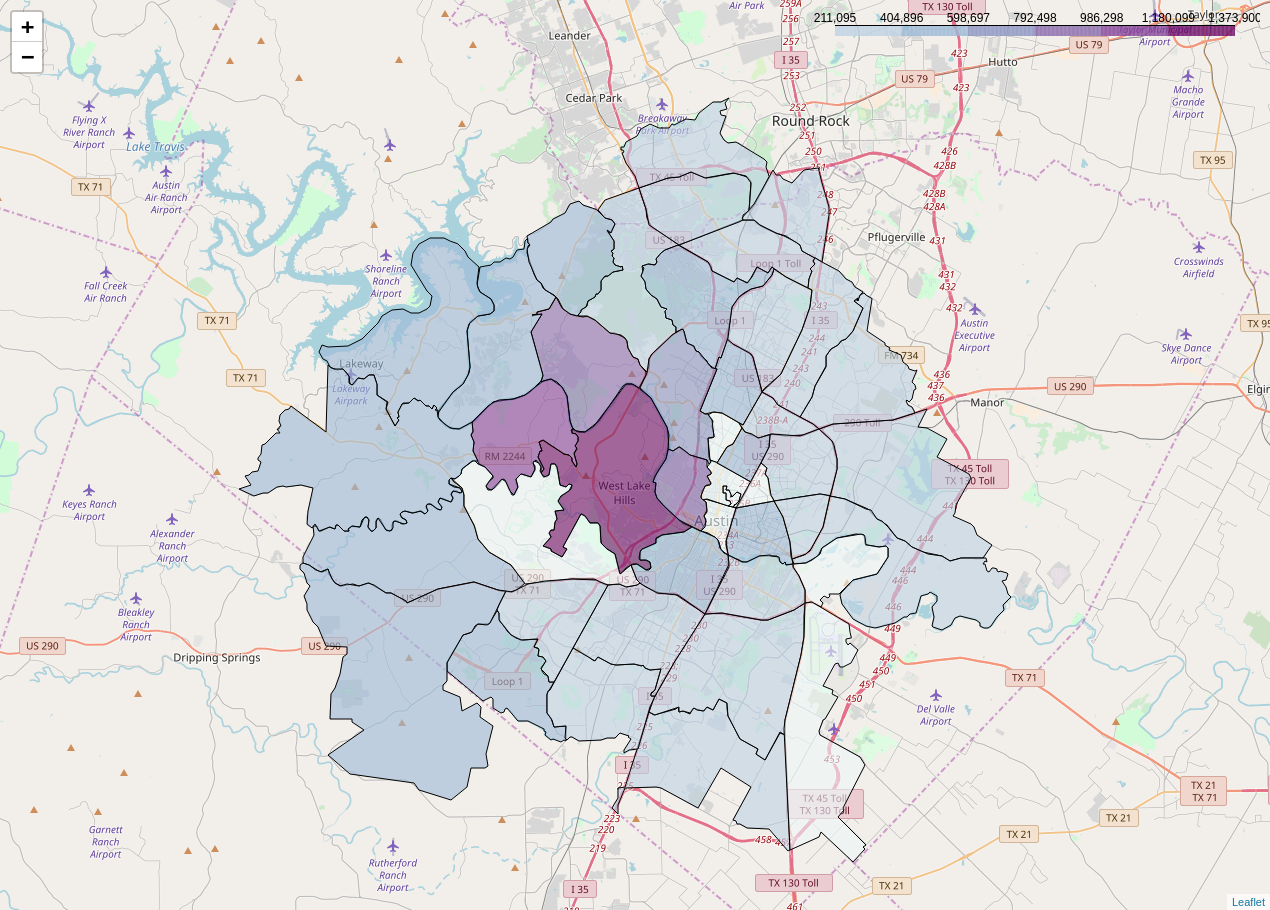 +
−
211,095 404,896 598,697 792,498 986,298 1,180,099 1,373,900
Air Park
TX 130 Toll
259A
256
257
I 35
253
Leander
US 79
Airport
Hutto
423
US 79
423
Cedar Park
Breakaway
Park Airport
252
Round Rock
251
250
251
Macho
Grande
Airport
Flying X
River Ranch
Airport
Lake Travis
TX 71
Austin
Air Ranch
Airport
TX 45 Toll
426
428B
428B
428A
TX 95
248
247
246
US 183
Pflugerville
431
Loop 1 Toll
Shoreline
Ranch
Airport
Fall Creek
Air Ranch
431
432
432
Crosswinds
Airfield
TX 71
243
Loop 1
I 35
244
241
243
240
Austin
Executive
Airport
Skye Dance
Airport
TX 95
FM 734
Lakeway
Lakeway
Airpark
TX 71
US 183
436
437
436
US 290
Elgin
Manor
238B-A
290 Toll
I 35
US 290
RM 2244
West Lake
Hills
TX 45 Toll
TX 130 Toll
Keyes Ranch
Airport
Alexander
Ranch
Airport
Austin
444
444
446
446
US 290
TX 71
US 290
TX 71
I 35
US 290
US 290
Bleakley
Ranch
Airport
US 290
US 290
Dripping Springs
230
230
228
449
449
450
451
450
TX 71
Loop 1
I 35
Del Valle
Airport
225
226
453
I 35
TX 45 Toll
TX 130 Toll
TX 21
TX 71
223
220
219
458
TX 21
TX 21
Garnett
Ranch
Airport
Rutherford
Ranch
Airport
I 35
TX 130 Toll
TX 21
461
Leaflet